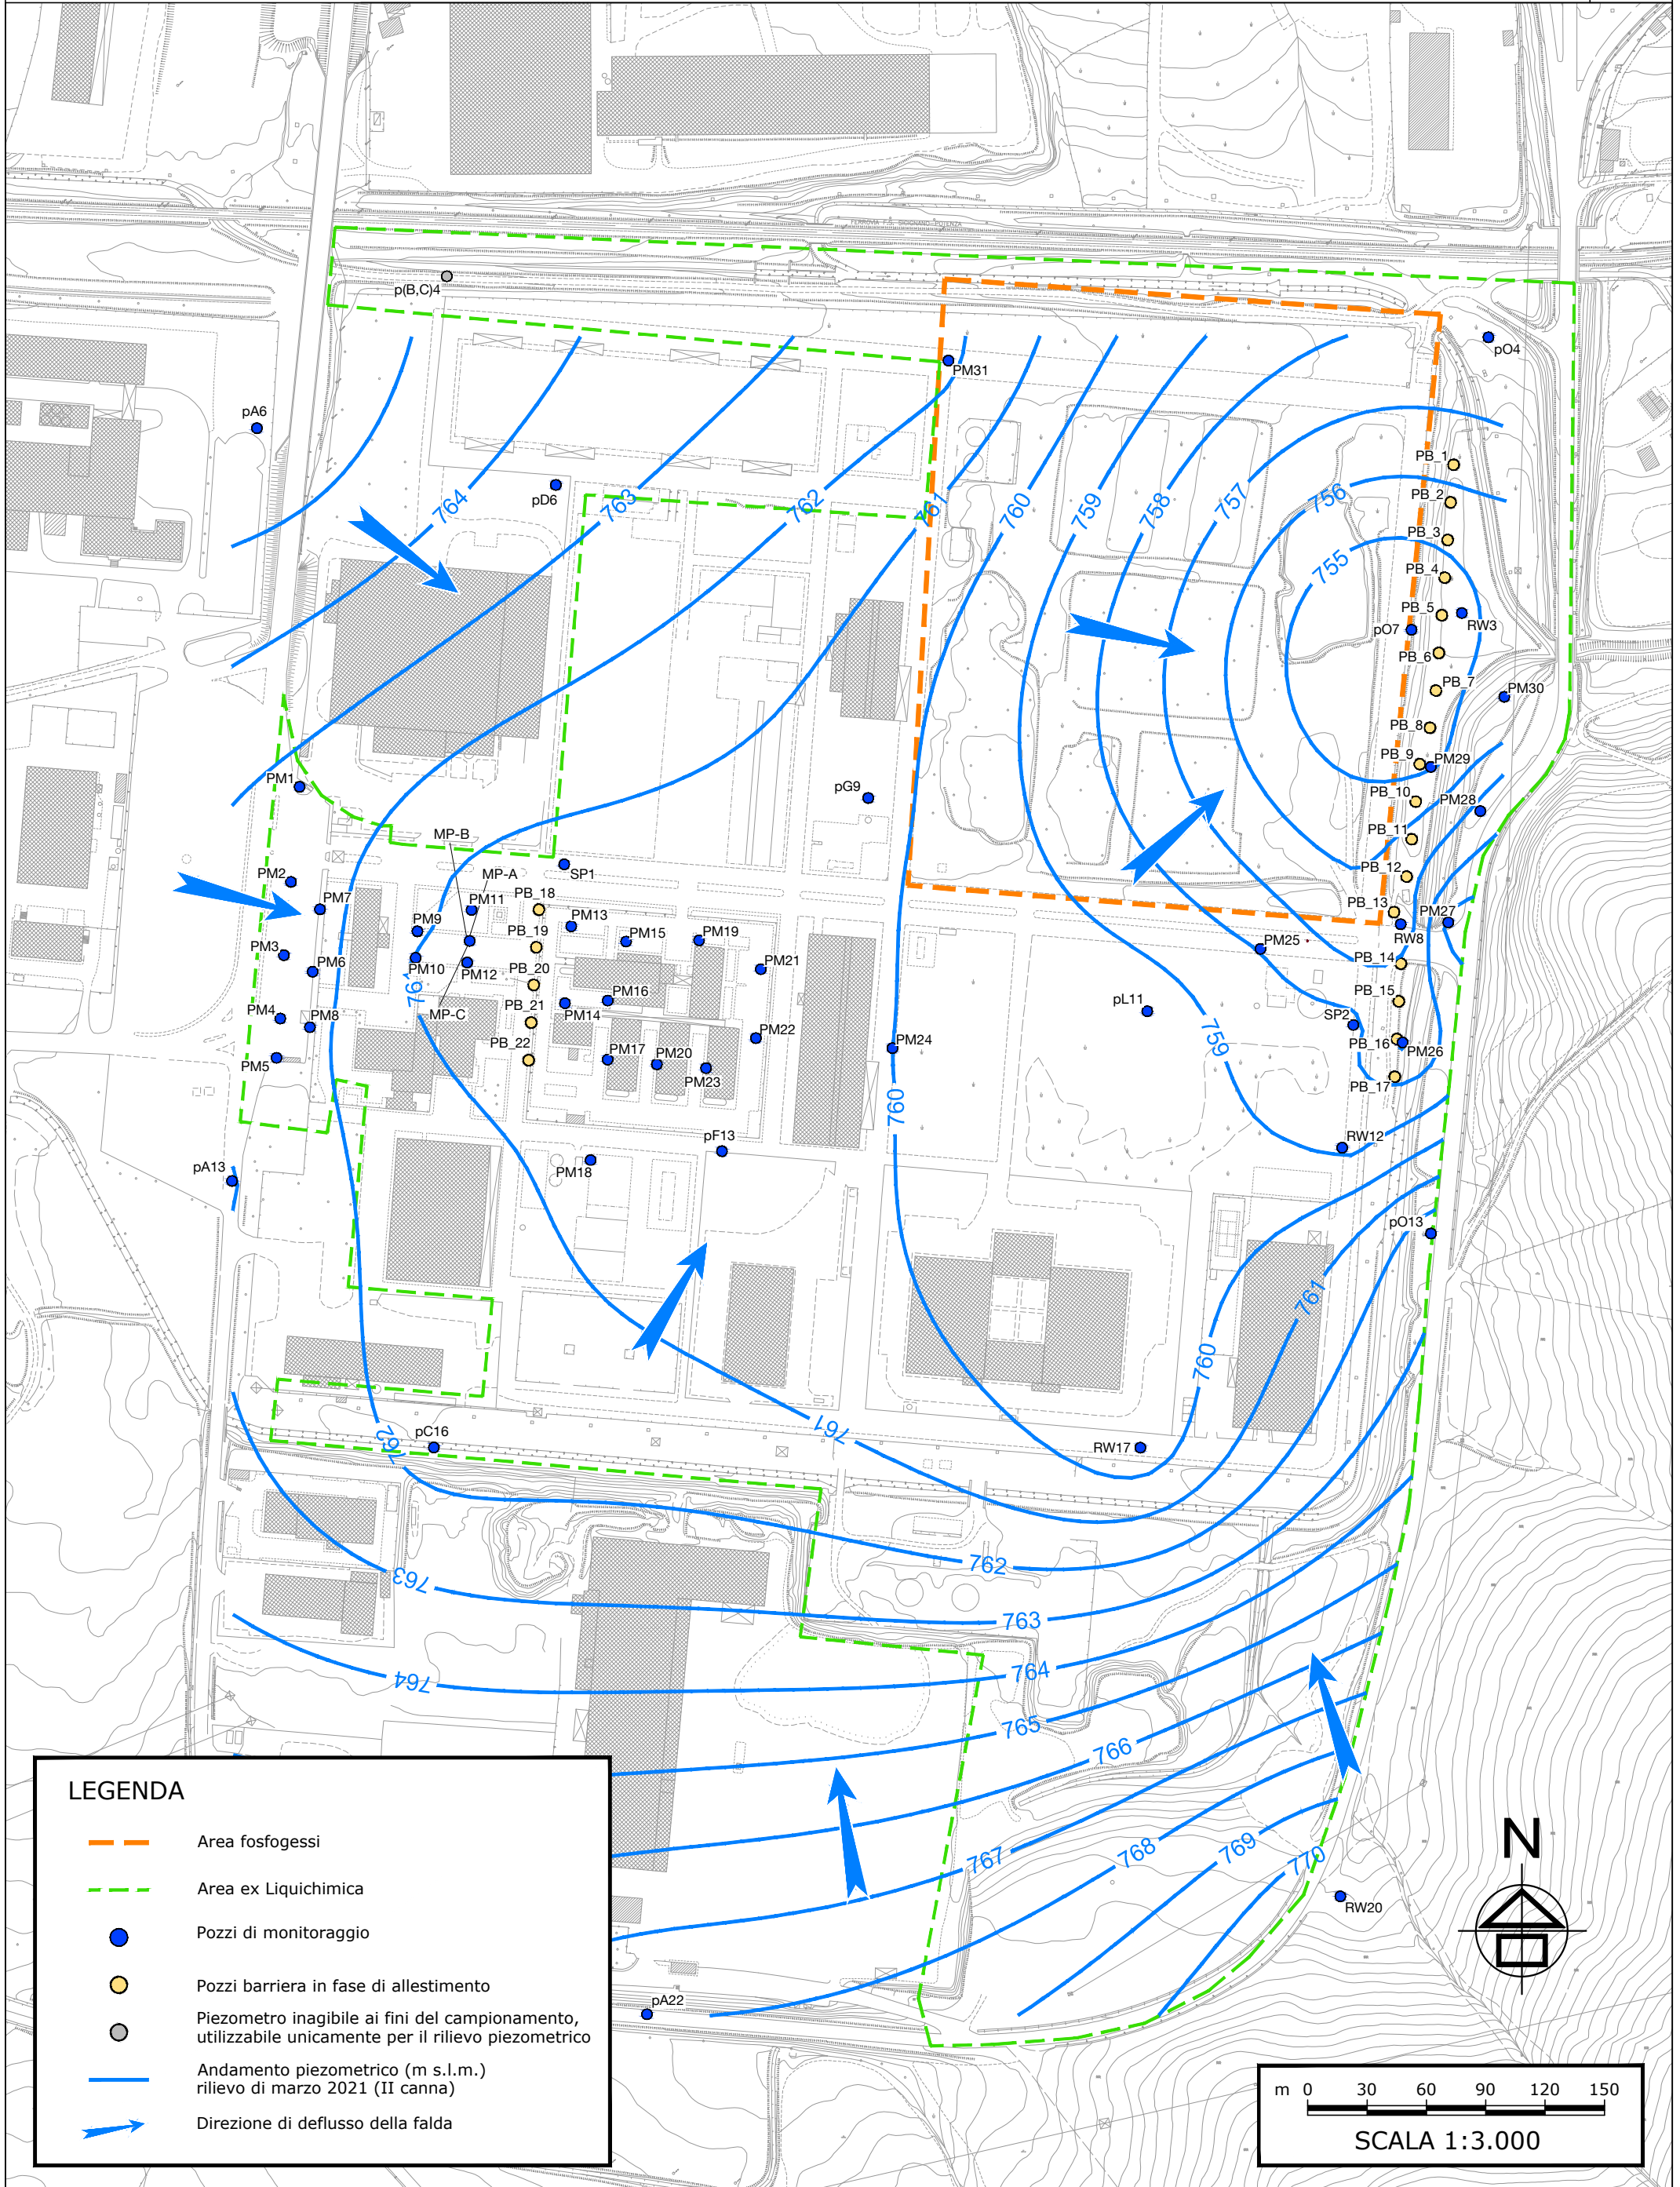 FERROVIA SICIGNANO - POTENZA
p(B,C)4
PM31
pO4
pA6
PB_1
pD6
764
763
762
761
760
759
758
757
756
PB_2
PB_3
755
PB_4
PB_5
RW3
pO7
PB_6
PB_7
PM30
PB_8
PB_9
PM29
PM1
pG9
PB_10
PM28
MP-B
PB_11
SP1
MP-A
PB_12
PM2
PM7
PM11
PB_18
PB_13
PM27
PM9
PM13
PB_19
PM15
PM19
RW8
PM25
PM3
PM6
PM10
PM12
PB_20
PM21
PB_14
761
PM16
PB_15
PM4
PM8
MP-C
PB_21
PM14
pL11
SP2
PM5
PB_22
PM17
PM20
PM22
PM23
PM24
759
PB_16
PM26
PB_17
760
pF13
RW12
pA13
PM18
pO13
761
760
762
pC16
761
RW17
762
763
763
764
764
765
766
767
768
769
770
RW20
pA22
LEGENDA
Area fosfogessi
Area ex Liquichimica
Pozzi di monitoraggio
Pozzi barriera in fase di allestimento
Piezometro inagibile ai fini del campionamento,
utilizzabile unicamente per il rilievo piezometrico
Andamento piezometrico (m s.l.m.)
rilievo di marzo 2021 (II canna)
Direzione di deflusso della falda
N
m 0 30 60 90 120 150
SCALA 1:3.000